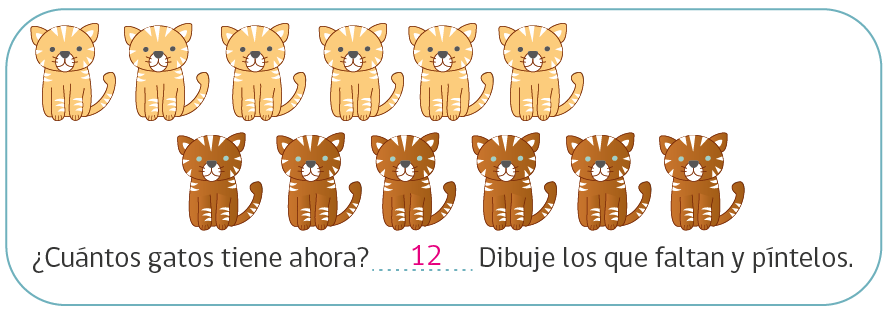 ¿Cuántos gatos tiene ahora? 12 Dibuje los que faltan y píntelos.